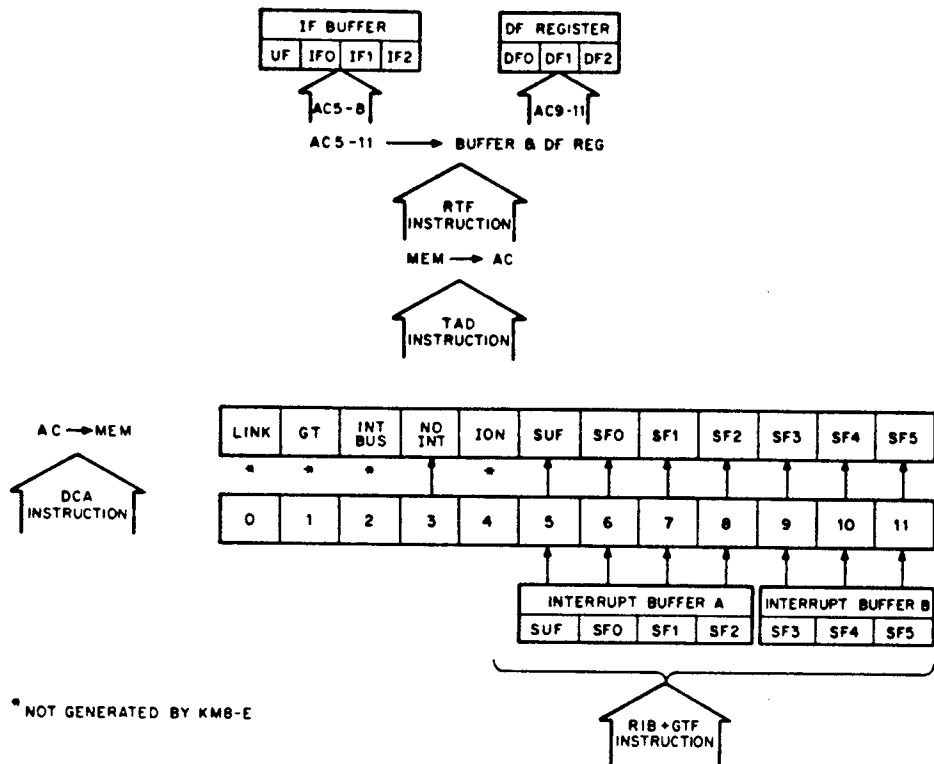 IF BUFFER
UF IF0 IF1 IF2
DF REGISTER
DF0 DF1 DF2
AC5-8
AC9-11
AC5-11 → BUFFER & DF REG
RTF
INSTRUCTION
MEM → AC
TAD
INSTRUCTION
AC → MEM
DCA
INSTRUCTION
LINK GT INT BUS NO INT ION SUF SF0 SF1 SF2 SF3 SF4 SF5
* * * *
0 1 2 3 4 5 6 7 8 9 10 11
INTERRUPT BUFFER A
SUF SF0 SF1 SF2
INTERRUPT BUFFER B
SF3 SF4 SF5
RIB+GTF
INSTRUCTION
* NOT GENERATED BY KM8-E